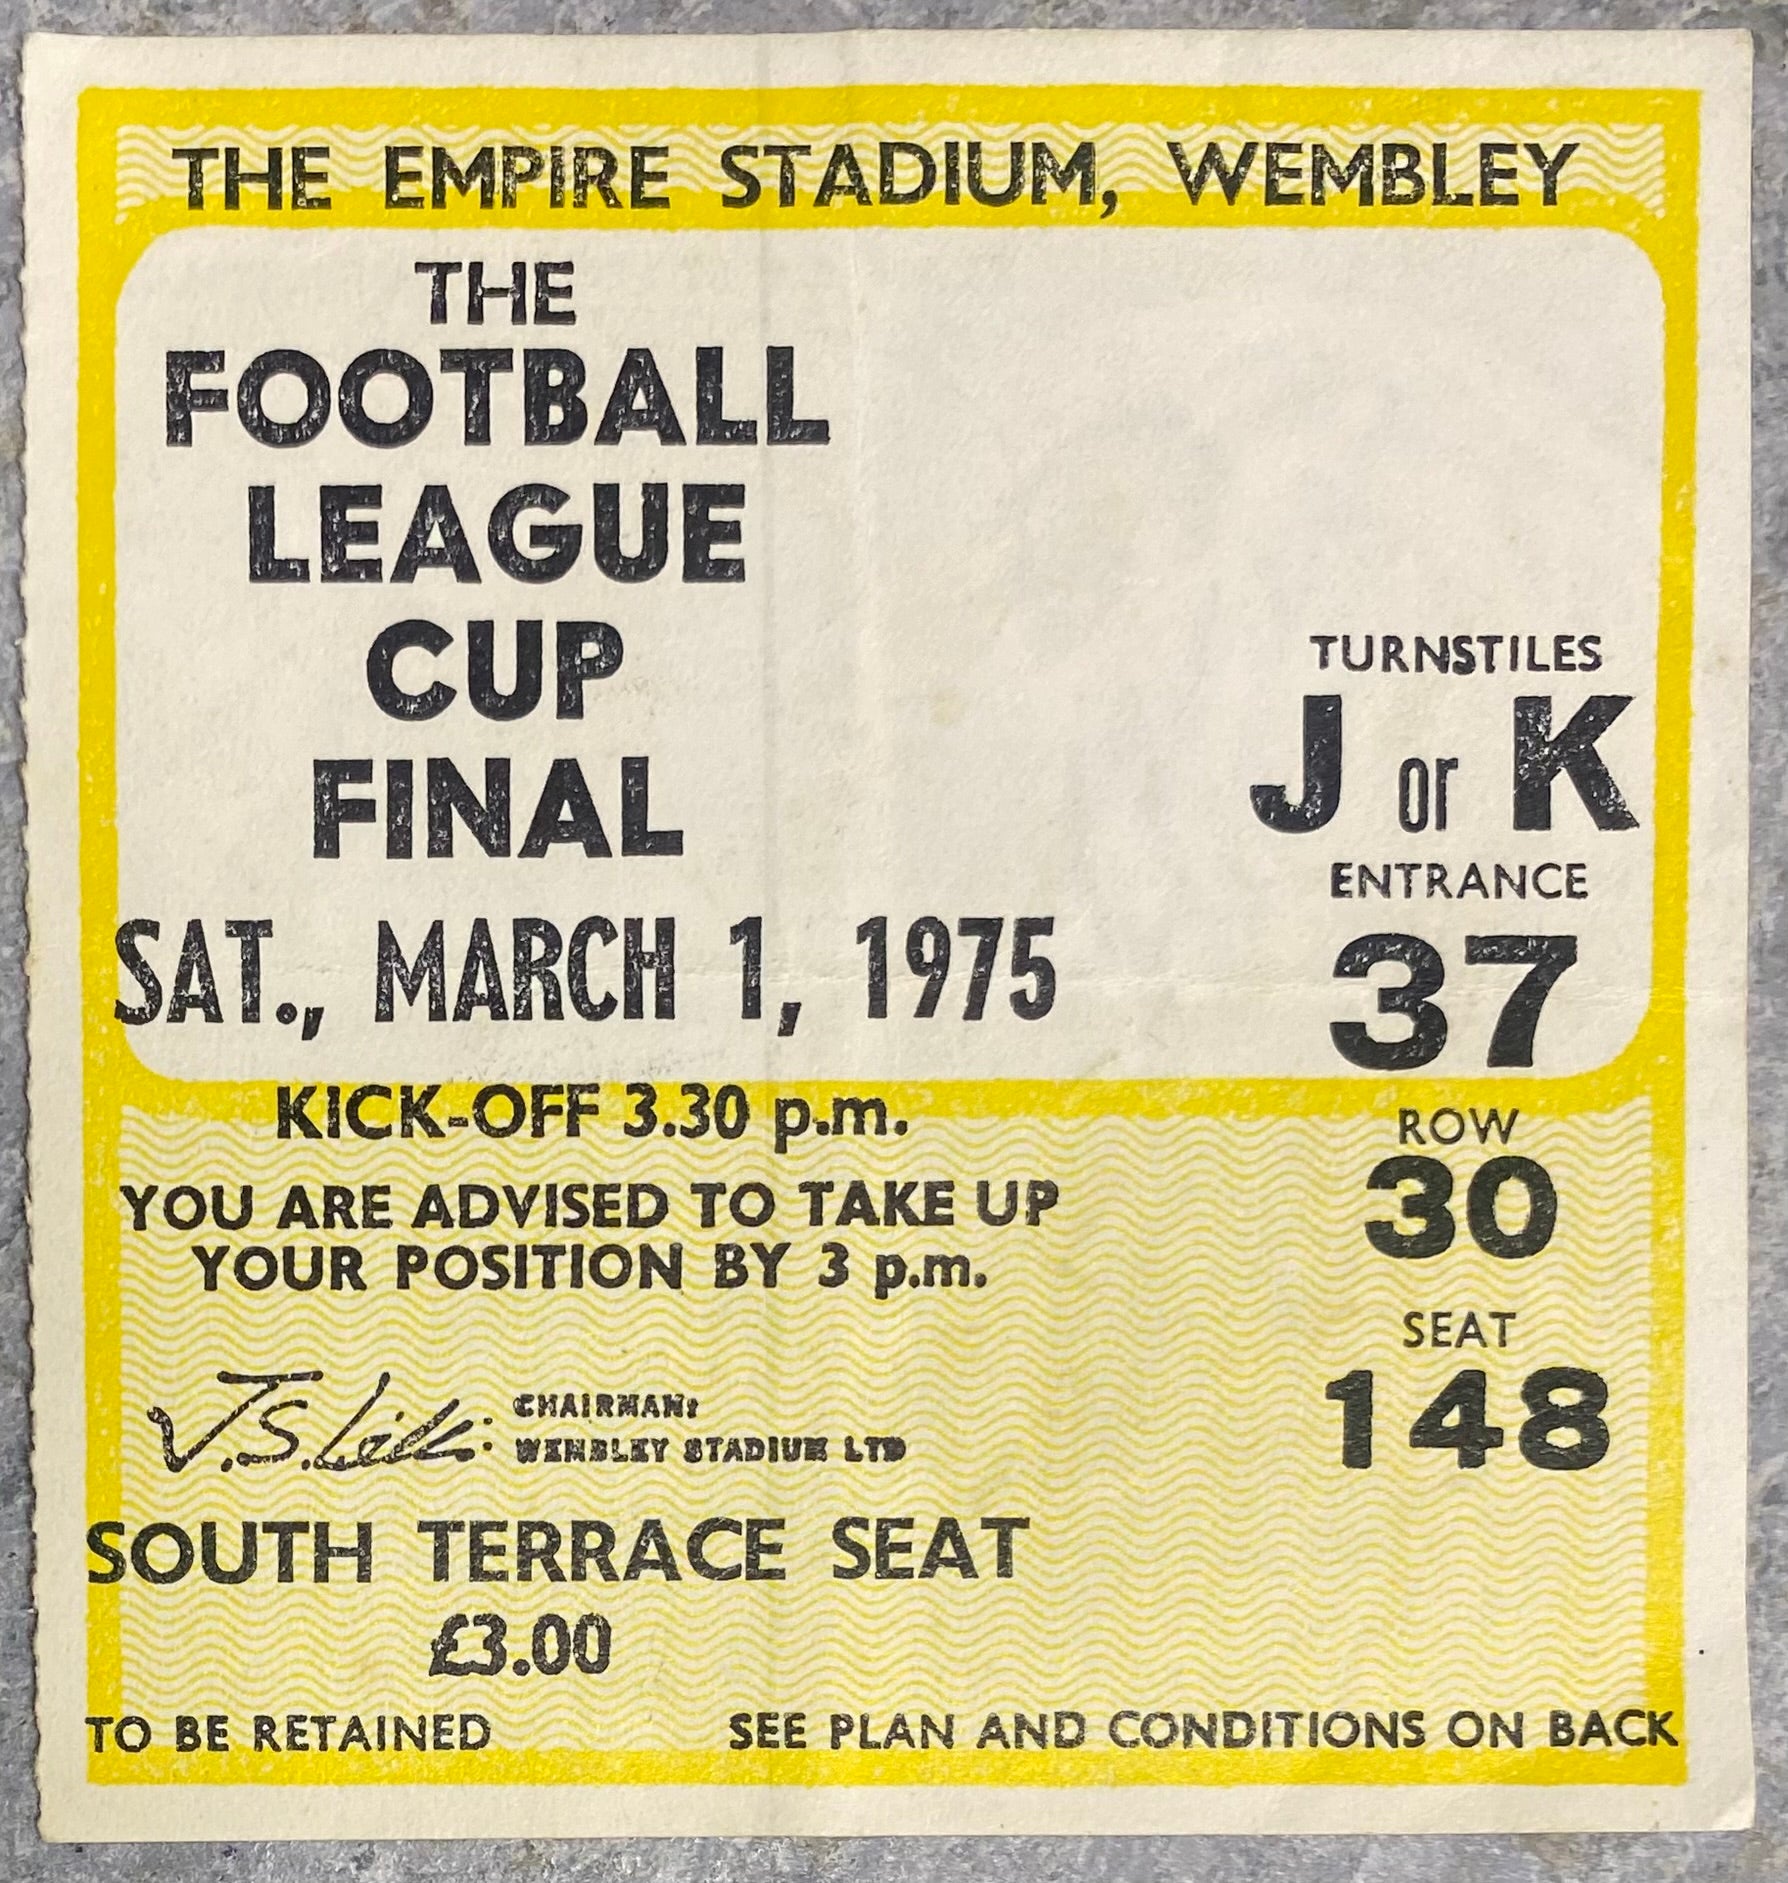 THE EMPIRE STADIUM, WEMBLEY
THE
FOOTBALL
LEAGUE
CUP
FINAL
SAT., MARCH 1, 1975
KICK-OFF 3.30 p.m.
YOU ARE ADVISED TO TAKE UP
YOUR POSITION BY 3 p.m.
J.S.
CHAIRMAN:
WEMBLEY STADIUM LTD
SOUTH TERRACE SEAT
£3.00
TURNSTILES
J or K
ENTRANCE
37
ROW
30
SEAT
148
TO BE RETAINED
SEE PLAN AND CONDITIONS ON BACK